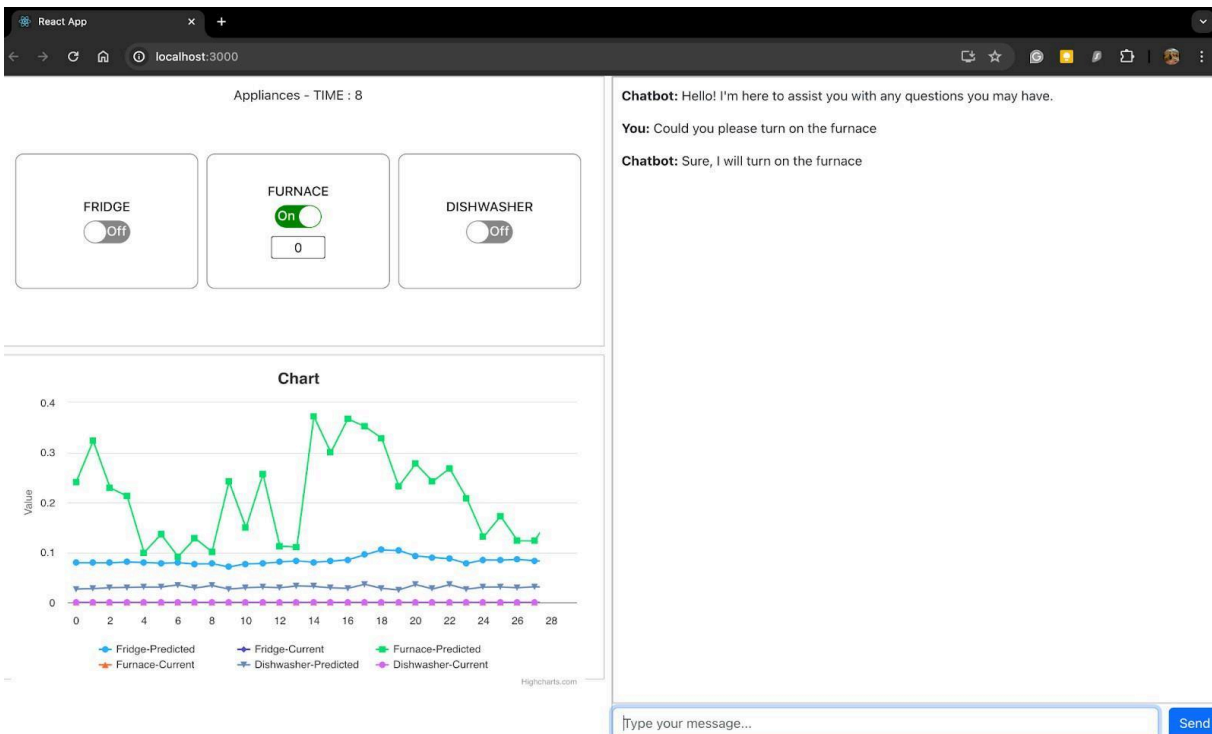 React App
localhost:3000
Appliances - TIME : 8
FRIDGE
Off
FURNACE
On
0
DISHWASHER
Off
Chart
0.4
0.3
0.2
0.1
0
Value
0 2 4 6 8 10 12 14 16 18 20 22 24 26 28
Fridge-Predicted Fridge-Current Furnace-Predicted
Furnace-Current Dishwasher-Predicted Dishwasher-Current
Highcharts.com
Chatbot: Hello! I'm here to assist you with any questions you may have.
You: Could you please turn on the furnace
Chatbot: Sure, I will turn on the furnace
Type your message...
Send